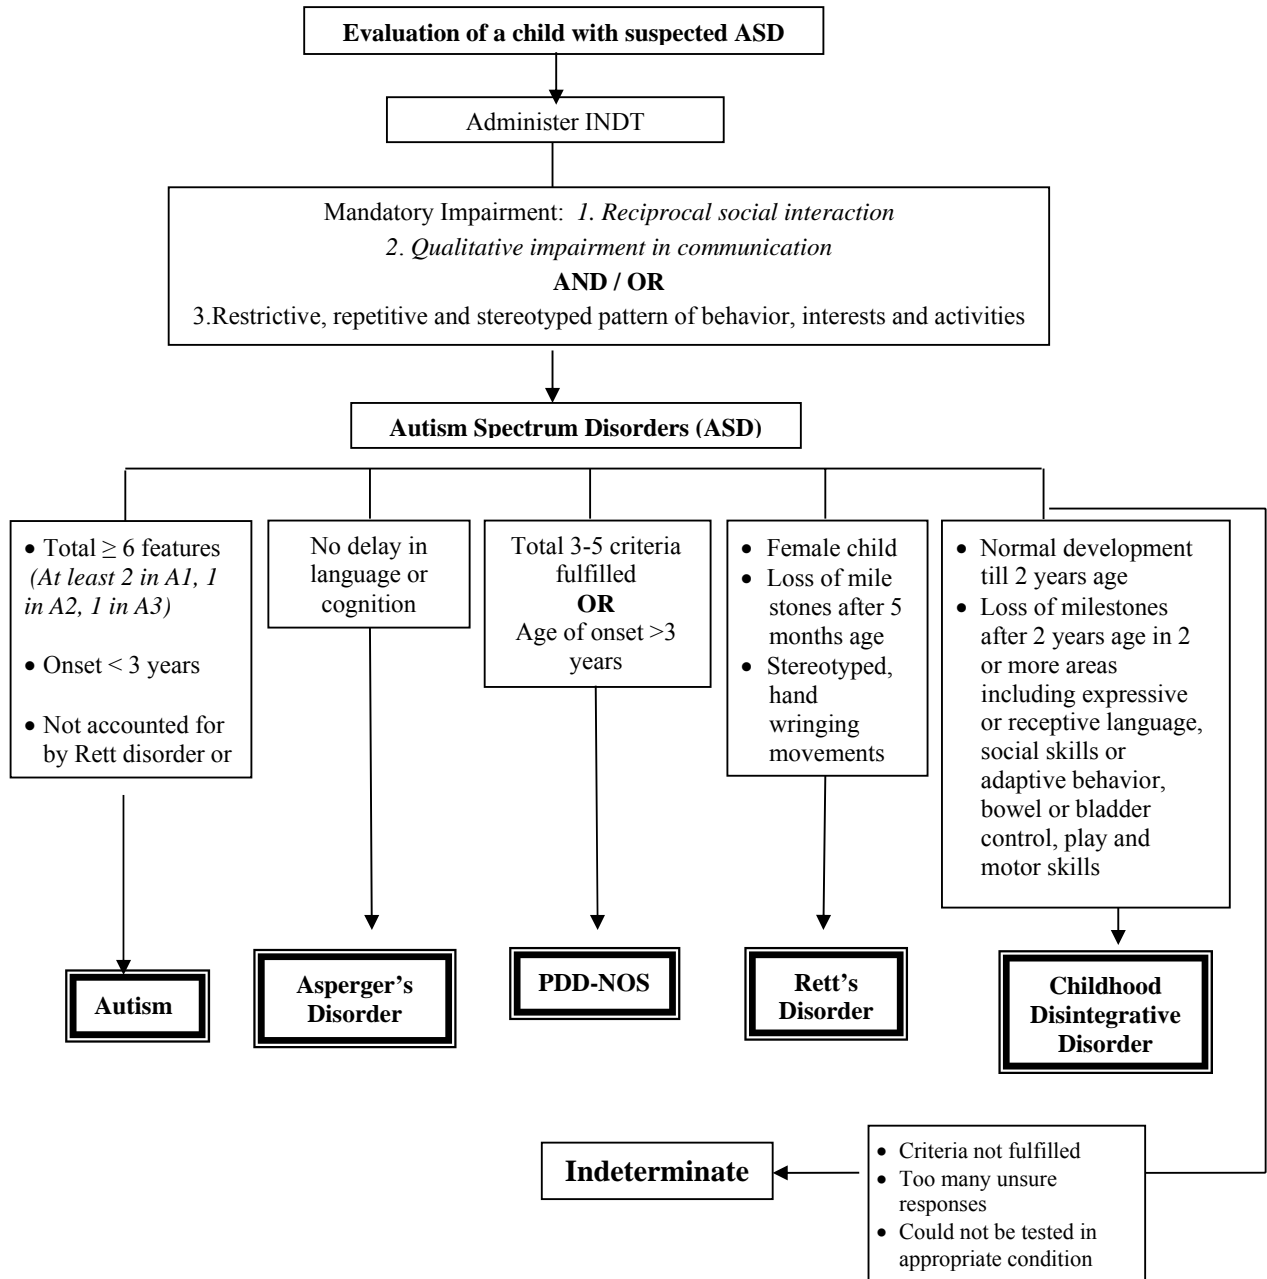 Evaluation of a child with suspected ASD
Administer INDT
Mandatory Impairment: 1. Reciprocal social interaction
2. Qualitative impairment in communication
AND / OR
3.Restrictive, repetitive and stereotyped pattern of behavior, interests and activities
Autism Spectrum Disorders (ASD)
• Total ≥ 6 features
(At least 2 in A1, 1
in A2, 1 in A3)
• Onset < 3 years
• Not accounted for
by Rett disorder or
No delay in
language or
cognition
Total 3-5 criteria
fulfilled
OR
Age of onset >3
years
• Female child
• Loss of mile
stones after 5
months age
• Stereotyped,
hand
wringing
movements
• Normal development
till 2 years age
• Loss of milestones
after 2 years age in 2
or more areas
including expressive
or receptive language,
social skills or
adaptive behavior,
bowel or bladder
control, play and
motor skills
Autism
Asperger’s
Disorder
PDD-NOS
Rett’s
Disorder
Childhood
Disintegrative
Disorder
Indeterminate
• Criteria not fulfilled
• Too many unsure
responses
• Could not be tested in
appropriate condition